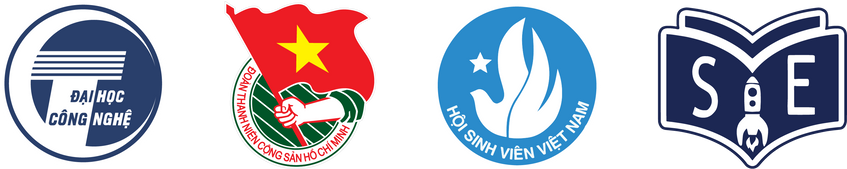 ĐẠI HỌC
CÔNG NGHỆ
ĐOÀN THANH NIÊN CỘNG SẢN HỒ CHÍ MINH
HỘI SINH VIÊN VIỆT NAM
S E